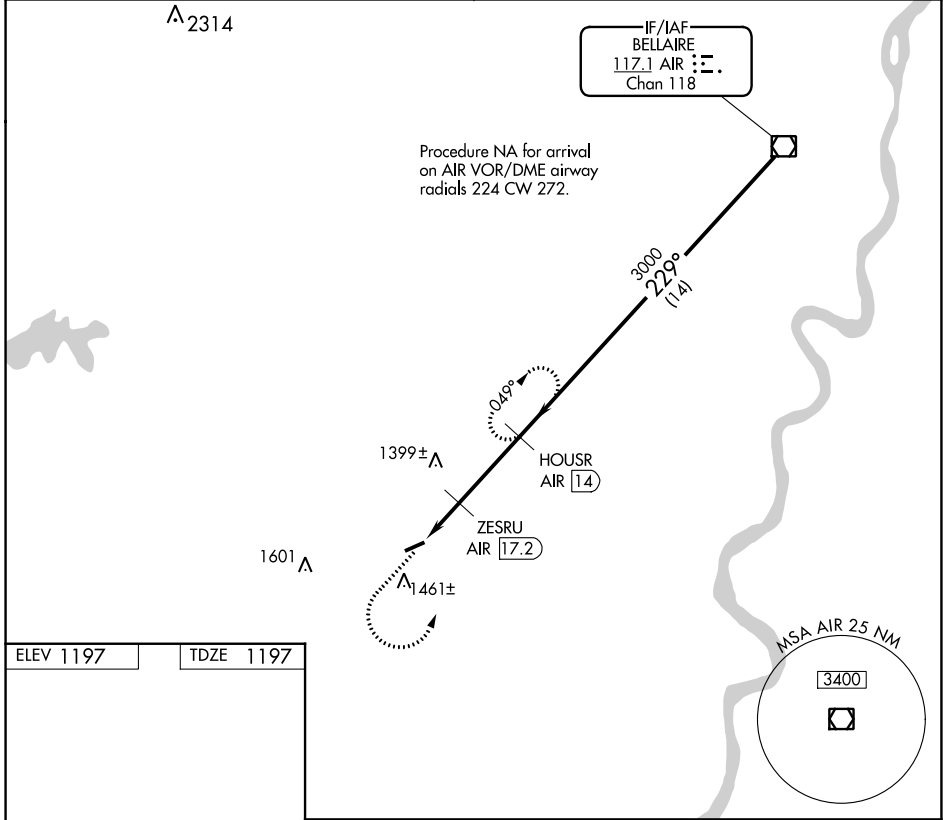 2314
IF/IAF
BELLAIRE
117.1 AIR
Chan 118
Procedure NA for arrival
on AIR VOR/DME airway
radials 224 CW 272.
3000
229°
(14)
049°
HOUSR
AIR 14
1399±
ZESRU
AIR 17.2
1601
1461±
ELEV 1197
TDZE 1197
MSA AIR 25 NM
3400